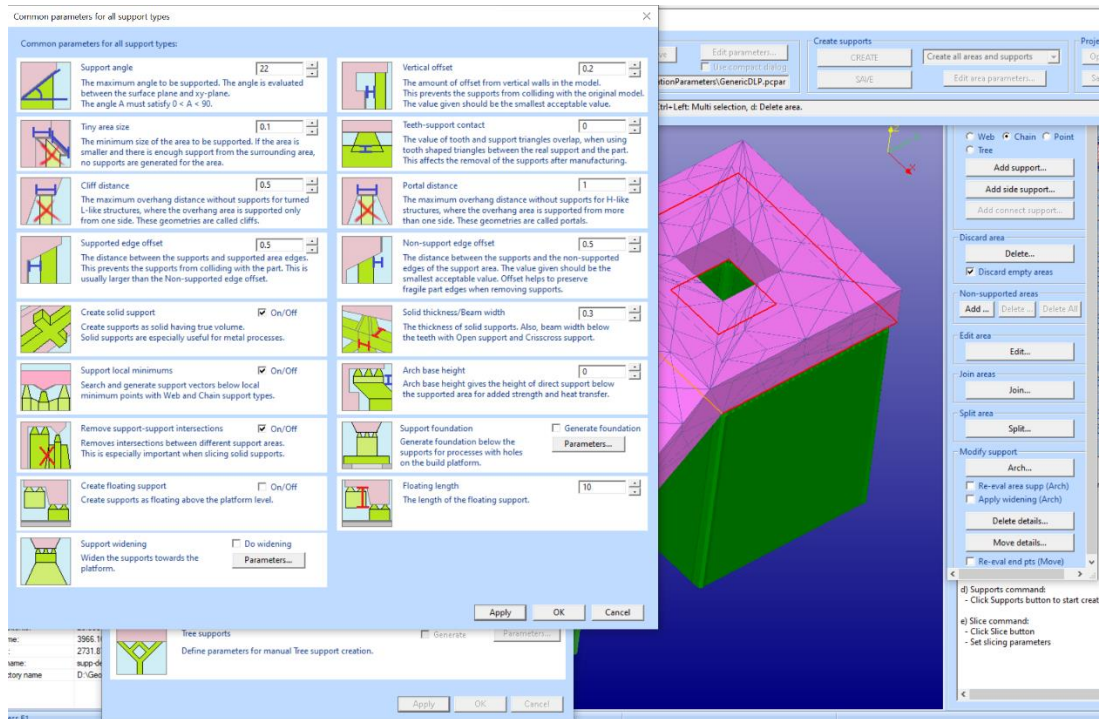 Common parameters for all support types
Common parameters for all support types:
Support angle 22
The maximum angle to be supported. The angle is evaluated
between the surface plane and xy-plane.
The angle A must satisfy 0 < A < 90.
Vertical offset 0.2
The amount of offset from vertical walls in the model.
This prevents the supports from colliding with the original model.
The value given should be the smallest acceptable value.
Tiny area size 0.1
The minimum size of the area to be supported. If the area is
smaller and there is enough support from the surrounding area,
no supports are generated for the area.
Teeth-support contact 0
The value of tooth and support triangles overlap, when using
tooth shaped triangles between the real support and the part.
This affects the removal of the supports after manufacturing.
Cliff distance 0.5
The maximum overhang distance without supports for turned
L-like structures, where the overhang area is supported only
from one side. These geometries are called cliffs.
Portal distance 1
The maximum overhang distance without supports for H-like
structures, where the overhang area is supported from more
than one side. These geometries are called portals.
Supported edge offset 0.5
The distance between the supports and supported area edges.
This prevents the supports from colliding with the part. This is
usually larger than the Non-supported edge offset.
Non-support edge offset 0.5
The distance between the supports and the non-supported
edges of the support area. The value given should be the
smallest acceptable value. Offset helps to preserve
fragile part edges when removing supports.
Create solid support On/Off
Create supports as solid having true volume.
Solid supports are especially useful for metal processes.
Solid thickness/Beam width 0.3
The thickness of solid supports. Also, beam width below
the teeth with Open support and Crisscross support.
Support local minimums On/Off
Search and generate support vectors below local
minimum points with Web and Chain support types.
Arch base height 0
Arch base height gives the height of direct support below
the supported area for added strength and heat transfer.
Remove support-support intersections On/Off
Removes intersections between different support areas.
This is especially important when slicing solid supports.
Support foundation Generate foundation
Generate foundation below the
supports for processes with holes
on the build platform.
Parameters...
Create floating support On/Off
Create supports as floating above the platform level.
Floating length 10
The length of the floating support.
Support widening Do widening
Widen the supports towards the
platform.
Parameters...
Apply OK Cancel
Tree supports Generate Parameters...
Define parameters for manual Tree support creation.
Apply OK Cancel
3966.1
2731.8
supp-de
tory name D:\Geo
Edit parameters...
Use compact dialog
ationParameters\GenericDLP.pcpar
Create supports
CREATE Create all areas and supports
SAVE Edit area parameters...
Proje
Ctrl+Left: Multi selection, d: Delete area.
Web Chain Point
Tree
Add support...
Add side support...
Add connect support...
Discard area
Delete...
Discard empty areas
Non-supported areas
Add ... Delete ... Delete All
Edit area
Edit...
Join areas
Join...
Split area
Split...
Modify support
Arch...
Re-eval area supp (Arch)
Apply widening (Arch)
Delete details...
Move details...
Re-eval end pts (Move)
d) Supports command:
- Click Supports button to start creat
e) Slice command:
- Click Slice button
- Set slicing parameters